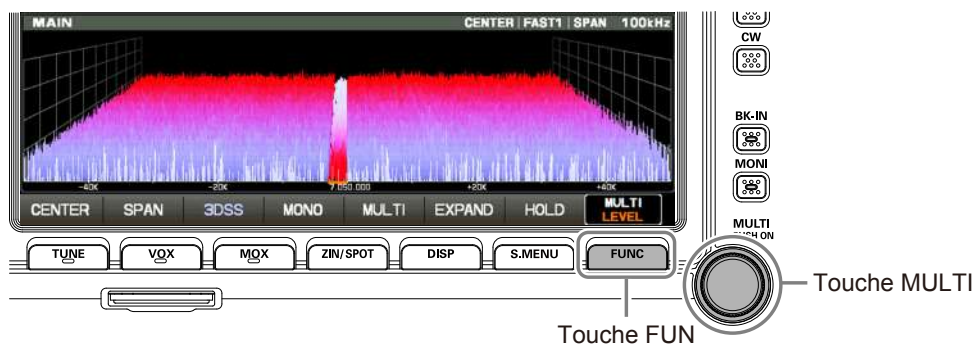 MAIN
CENTER FAST1 SPAN 100kHz
-40K -20K 7.050.000 +20K +40K
CENTER SPAN 3DSS MONO MULTI EXPAND HOLD MULTI LEVEL
CW
BK-IN
MONI
MULTI
PUSH ON
TUNE VOX MOX ZIN/SPOT DISP S.MENU FUNC
Touche MULTI
Touche FUN